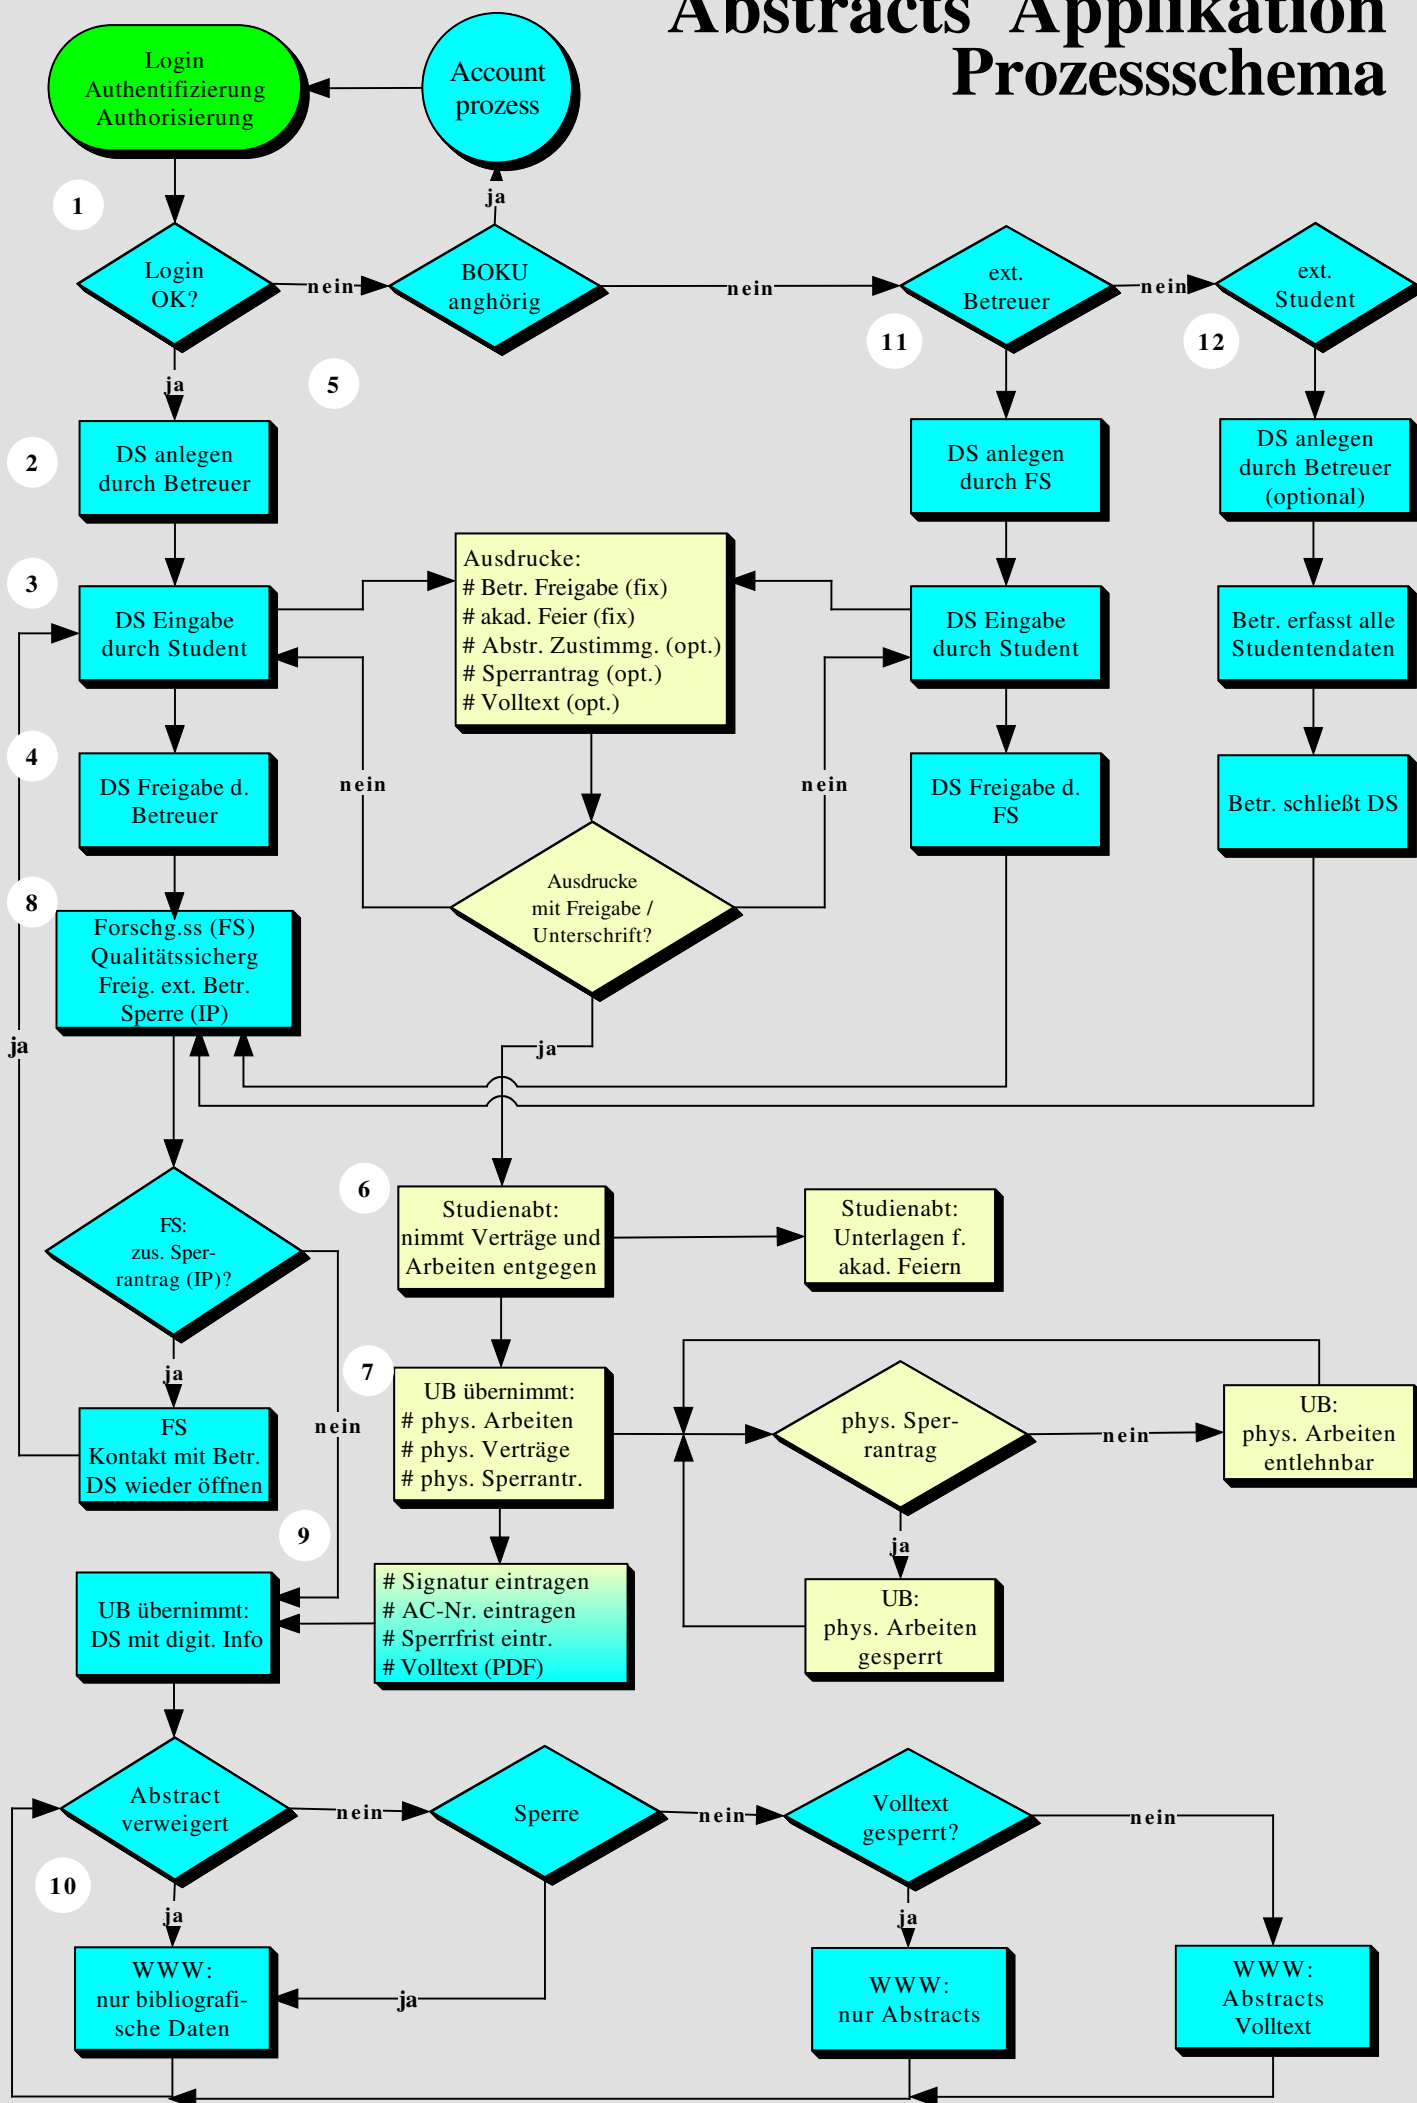 Abstracts Applikation
Prozessschema
Login
Authentifizierung
Authorisierung
Account
prozess
1
ja
Login
OK?
nein
BOKU
anghörig
nein
ext.
Betreuer
nein
ext.
Student
11
12
5
ja
2
DS anlegen
durch Betreuer
DS anlegen
durch FS
DS anlegen
durch Betreuer
(optional)
3
DS Eingabe
durch Student
Ausdrucke:
# Betr. Freigabe (fix)
# akad. Feier (fix)
# Abstr. Zustimmg. (opt.)
# Sperrantrag (opt.)
# Volltext (opt.)
DS Eingabe
durch Student
Betr. erfasst alle
Studentendaten
4
DS Freigabe d.
Betreuer
nein
nein
DS Freigabe d.
FS
Betr. schließt DS
8
Forschg.ss (FS)
Qualitätssicherg
Freig. ext. Betr.
Sperre (IP)
Ausdrucke
mit Freigabe /
Unterschrift?
ja
ja
6
Studienabt:
nimmt Verträge und
Arbeiten entgegen
Studienabt:
Unterlagen f.
akad. Feiern
FS:
zus. Sper-
rantrag (IP)?
ja
nein
7
UB übernimmt:
# phys. Arbeiten
# phys. Verträge
# phys. Sperrantr.
phys. Sper-
rantrag
nein
UB:
phys. Arbeiten
entlehnbar
FS
Kontakt mit Betr.
DS wieder öffnen
9
ja
UB übernimmt:
DS mit digit. Info
# Signatur eintragen
# AC-Nr. eintragen
# Sperrfrist eintr.
# Volltext (PDF)
UB:
phys. Arbeiten
gesperrt
Abstract
verweigert
nein
Sperre
nein
Volltext
gesperrt?
nein
10
ja
ja
ja
WWW:
nur bibliografi-
sche Daten
WWW:
nur Abstracts
WWW:
Abstracts
Volltext